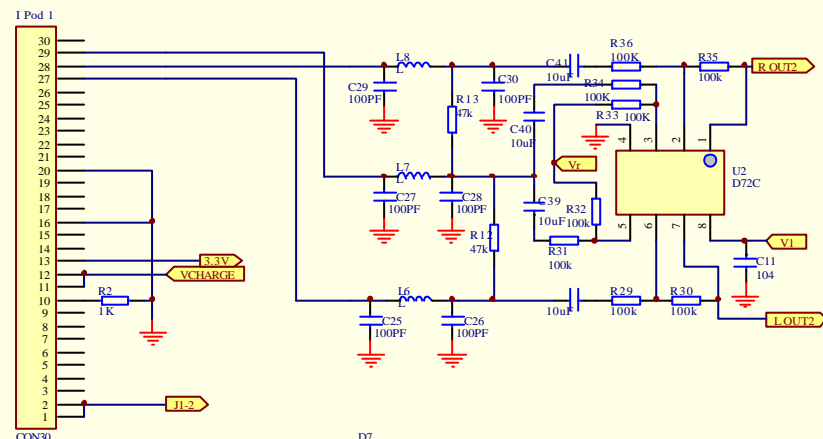 I Pod 1
30
29
28
27
26
25
24
23
22
21
20
19
18
17
16
15
14
13
12
11
10
9
8
7
6
5
4
3
2
1
CON30
3.3V
VCHARGE
R2
1K
J1-2
L8
L
C29
100PF
C30
100PF
R13
47k
L7
L
C27
100PF
C28
100PF
R12
47k
L6
L
C25
100PF
C26
100PF
C41
10uF
R36
100K
R35
100k
R OUT2
R34
100K
R33
100K
C40
10uF
Vr
C39
10uF
R32
100k
R31
100k
4
3
2
1
U2
D72C
5
6
7
8
V1
C11
104
10uF
R29
100k
R30
100k
L OUT2
D7